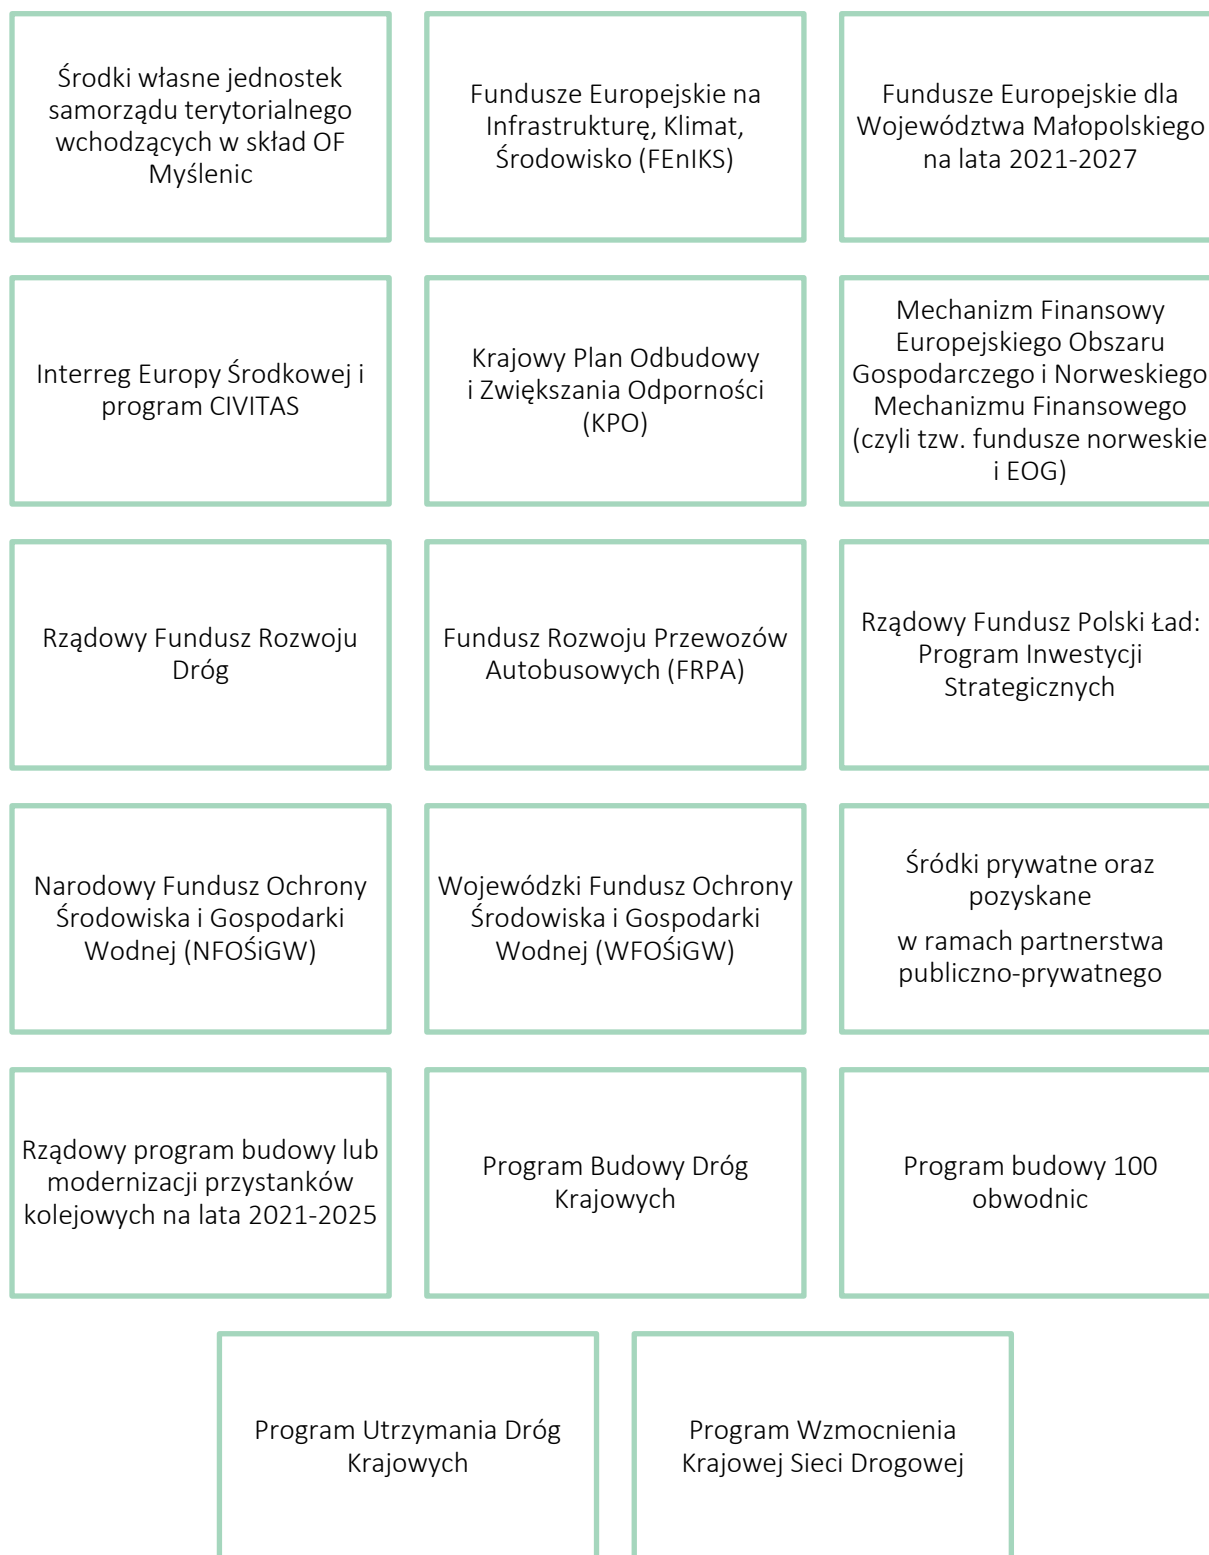 Środki własne jednostek
samorządu terytorialnego
wchodzących w skład OF
Myślenic
Fundusze Europejskie na
Infrastrukturę, Klimat,
Środowisko (FEnIKS)
Fundusze Europejskie dla
Województwa Małopolskiego
na lata 2021-2027
Interreg Europy Środkowej i
program CIVITAS
Krajowy Plan Odbudowy
i Zwiększania Odporności
(KPO)
Mechanizm Finansowy
Europejskiego Obszaru
Gospodarczego i Norweskiego
Mechanizmu Finansowego
(czyli tzw. fundusze norweskie
i EOG)
Rządowy Fundusz Rozwoju
Dróg
Fundusz Rozwoju Przewozów
Autobusowych (FRPA)
Rządowy Fundusz Polski Ład:
Program Inwestycji
Strategicznych
Narodowy Fundusz Ochrony
Środowiska i Gospodarki
Wodnej (NFOŚiGW)
Wojewódzki Fundusz Ochrony
Środowiska i Gospodarki
Wodnej (WFOŚiGW)
Śródki prywatne oraz
pozyskane
w ramach partnerstwa
publiczno-prywatnego
Rządowy program budowy lub
modernizacji przystanków
kolejowych na lata 2021-2025
Program Budowy Dróg
Krajowych
Program budowy 100
obwodnic
Program Utrzymania Dróg
Krajowych
Program Wzmocnienia
Krajowej Sieci Drogowej